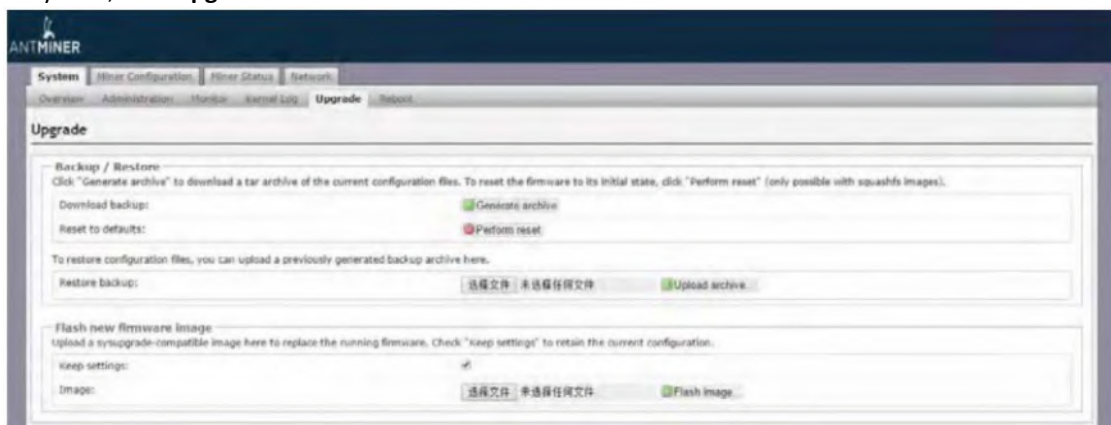 ANTMINER
System Miner Configuration Miner Status Network
Overview Administration Monitor Kernel Log Upgrade Reboot
Upgrade
Backup / Restore
Click "Generate archive" to download a tar archive of the current configuration files. To reset the firmware to its initial state, click "Perform reset" (only possible with squashfs images).
Download backup: Generate archive
Reset to defaults: Perform reset
To restore configuration files, you can upload a previously generated backup archive here.
Restore backup: 选择文件 未选择任何文件 Upload archive...
Flash new firmware image
Upload a sysupgrade-compatible image here to replace the running firmware. Check "Keep settings" to retain the current configuration.
Keep settings:
Image: 选择文件 未选择任何文件 Flash image...